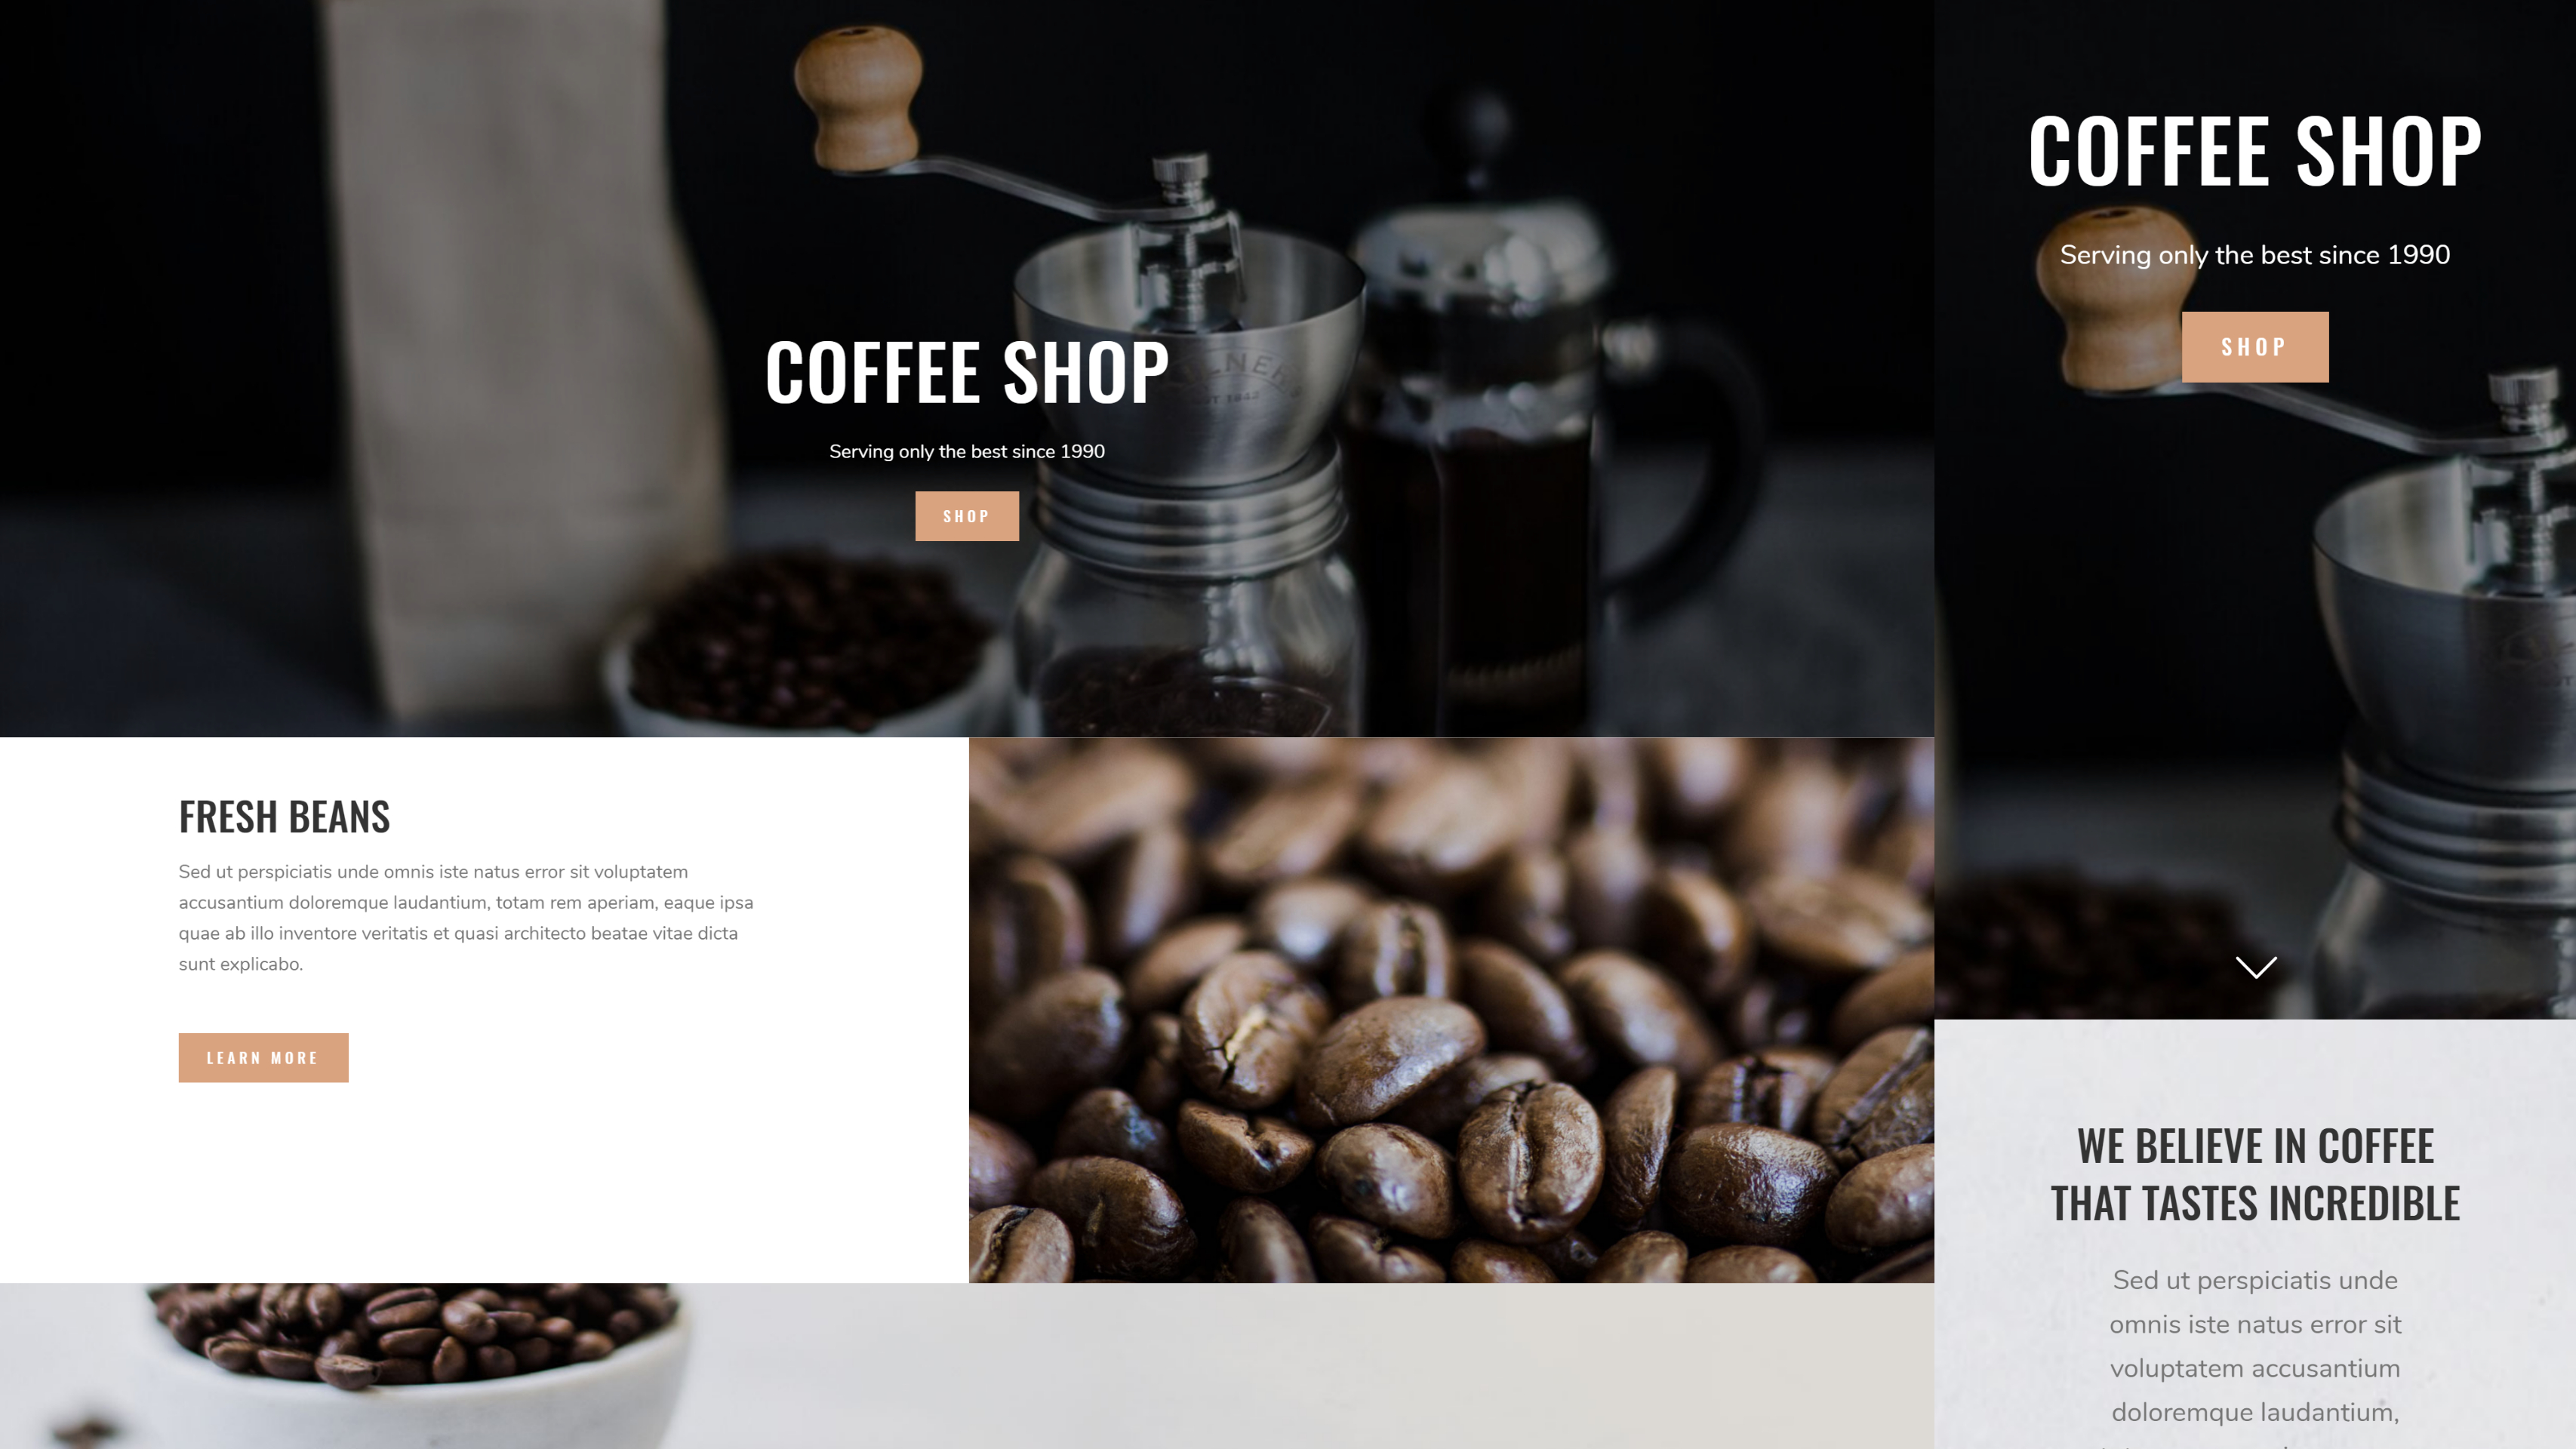 COFFEE SHOP
Serving only the best since 1990
SHOP
FRESH BEANS
Sed ut perspiciatis unde omnis iste natus error sit voluptatem
accusantium doloremque laudantium, totam rem aperiam, eaque ipsa
quae ab illo inventore veritatis et quasi architecto beatae vitae dicta
sunt explicabo.
LEARN MORE
COFFEE SHOP
Serving only the best since 1990
SHOP
WE BELIEVE IN COFFEE
THAT TASTES INCREDIBLE
Sed ut perspiciatis unde
omnis iste natus error sit
voluptatem accusantium
doloremque laudantium,